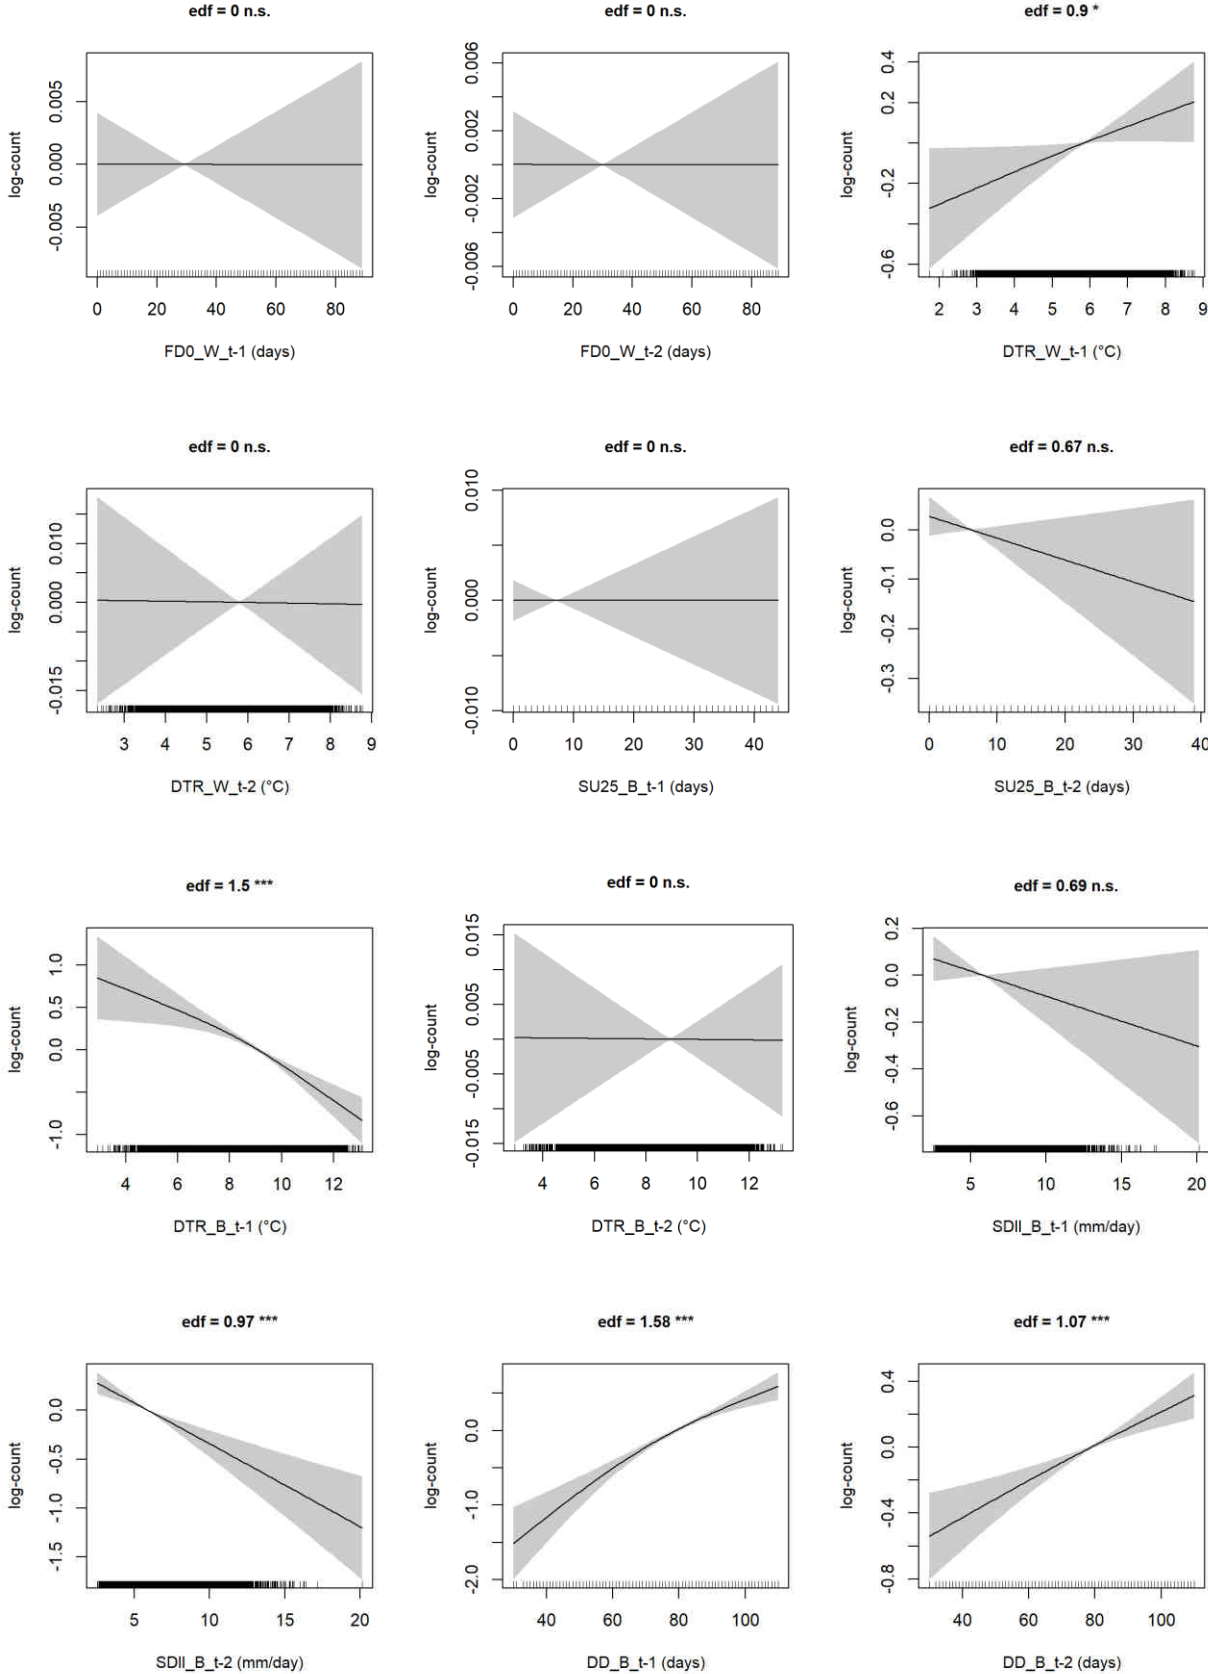 edf = 0 n.s.
log-count
0.005
0.000
-0.005
0 20 40 60 80
FD0_W_t-1 (days)
edf = 0 n.s.
log-count
0.006
0.002
-0.002
-0.006
0 20 40 60 80
FD0_W_t-2 (days)
edf = 0.9 *
log-count
0.4
0.2
-0.2
-0.6
2 3 4 5 6 7 8 9
DTR_W_t-1 (°C)
edf = 0 n.s.
log-count
0.010
0.000
-0.015
3 4 5 6 7 8 9
DTR_W_t-2 (°C)
edf = 0 n.s.
log-count
0.010
0.000
-0.010
0 10 20 30 40
SU25_B_t-1 (days)
edf = 0.67 n.s.
log-count
0.0
-0.1
-0.2
-0.3
0 10 20 30 40
SU25_B_t-2 (days)
edf = 1.5 ***
log-count
1.0
0.5
0.0
-1.0
4 6 8 10 12
DTR_B_t-1 (°C)
edf = 0 n.s.
log-count
0.015
0.005
-0.005
-0.015
4 6 8 10 12
DTR_B_t-2 (°C)
edf = 0.69 n.s.
log-count
0.2
0.0
-0.2
-0.6
5 10 15 20
SDII_B_t-1 (mm/day)
edf = 0.97 ***
log-count
0.0
-0.5
-1.0
-1.5
5 10 15 20
SDII_B_t-2 (mm/day)
edf = 1.58 ***
log-count
0.0
-1.0
-2.0
40 60 80 100
DD_B_t-1 (days)
edf = 1.07 ***
log-count
0.4
0.0
-0.4
-0.8
40 60 80 100
DD_B_t-2 (days)